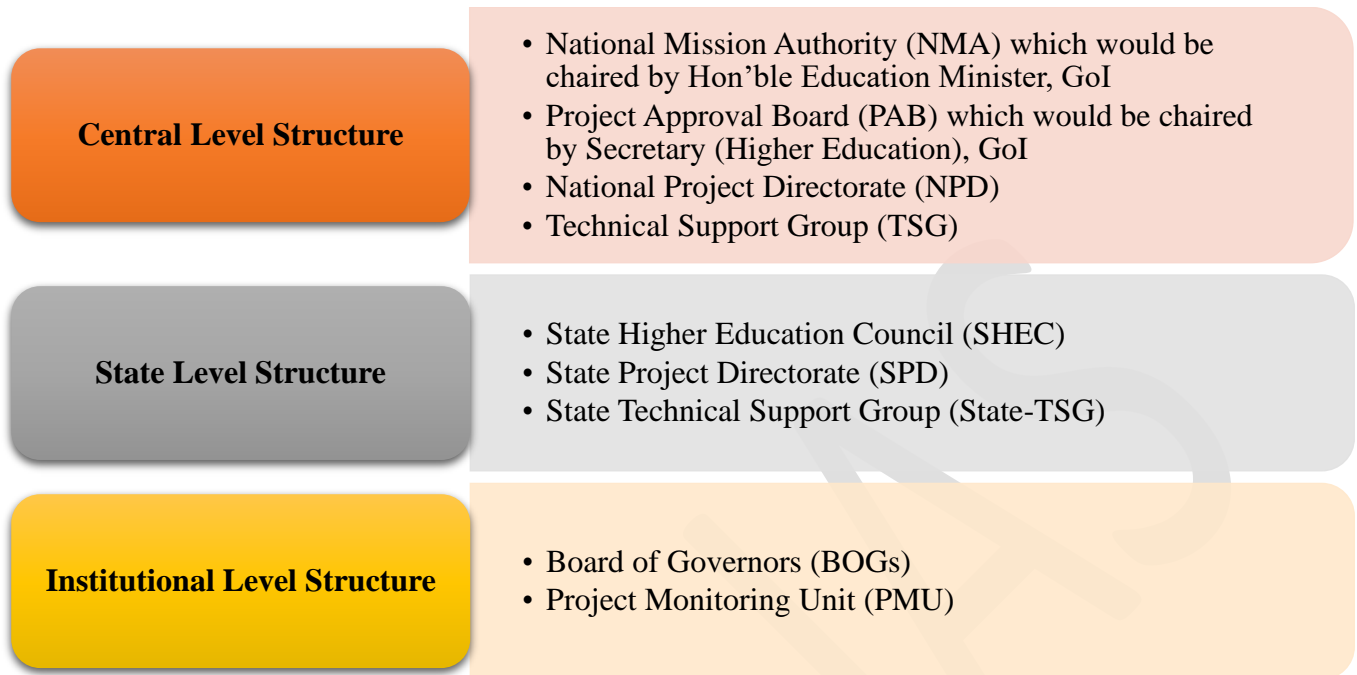 Central Level Structure
• National Mission Authority (NMA) which would be
chaired by Hon’ble Education Minister, GoI
• Project Approval Board (PAB) which would be chaired
by Secretary (Higher Education), GoI
• National Project Directorate (NPD)
• Technical Support Group (TSG)
State Level Structure
• State Higher Education Council (SHEC)
• State Project Directorate (SPD)
• State Technical Support Group (State-TSG)
Institutional Level Structure
• Board of Governors (BOGs)
• Project Monitoring Unit (PMU)